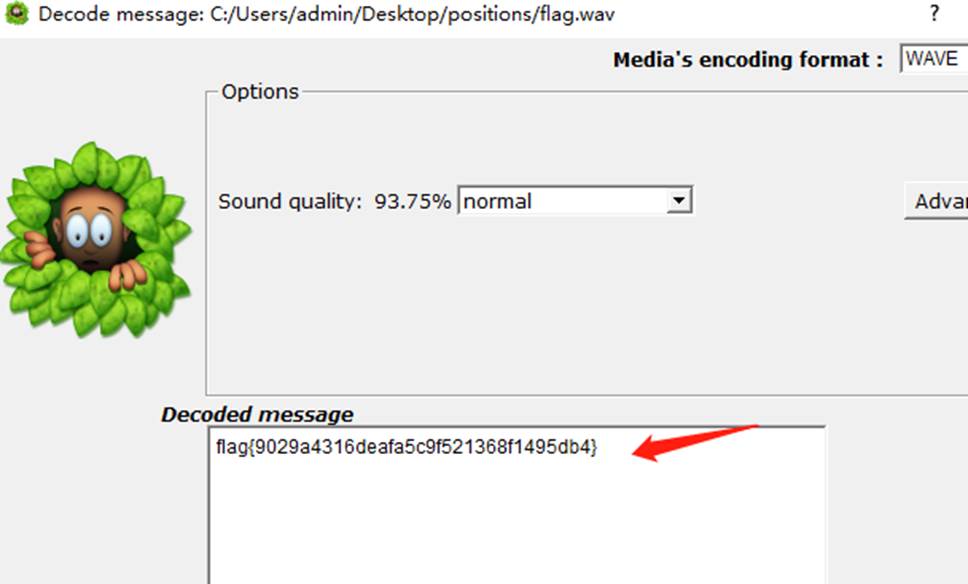 Decode message: C:/Users/admin/Desktop/positions/flag.wav ?
Media's encoding format : WAVE
Options
Sound quality: 93.75% normal
Advan
Decoded message
flag{9029a4316deafa5c9f521368f1495db4}